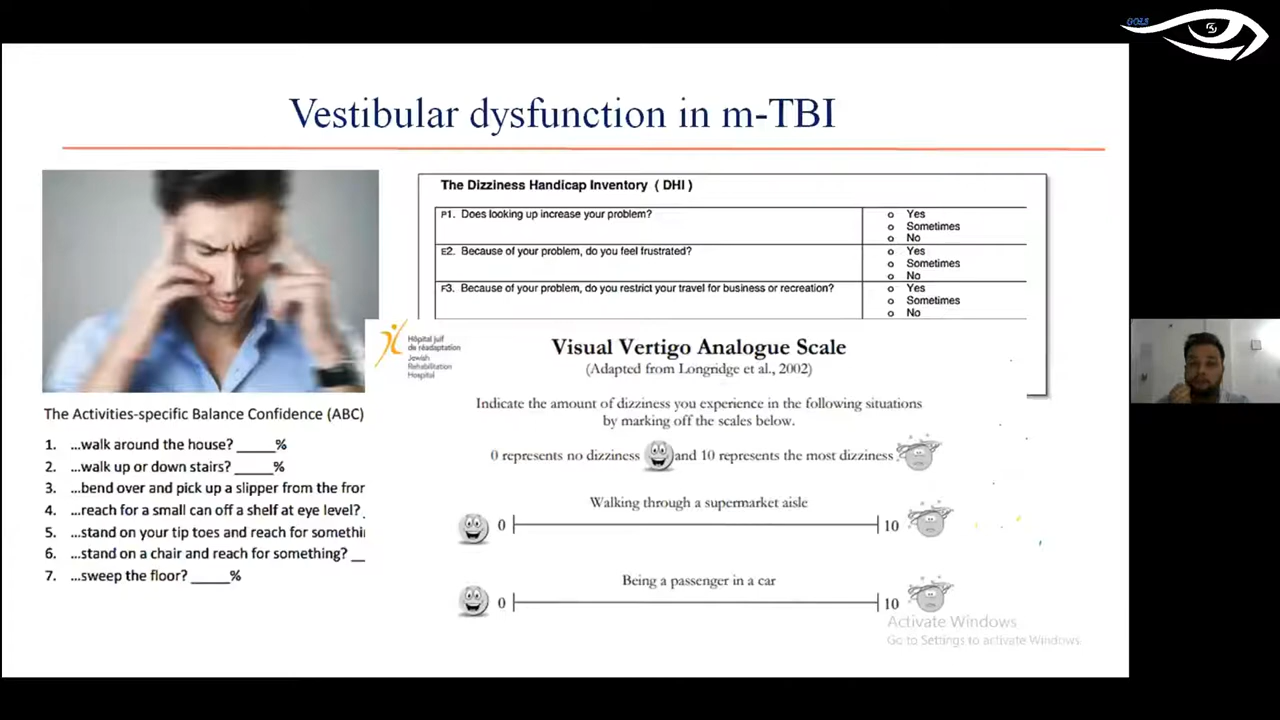 GOLS
Vestibular dysfunction in m-TBI
The Dizziness Handicap Inventory ( DHI )
P1. Does looking up increase your problem?
o Yes
o Sometimes
o No
E2. Because of your problem, do you feel frustrated?
o Yes
o Sometimes
o No
F3. Because of your problem, do you restrict your travel for business or recreation?
o Yes
o Sometimes
o No
Hôpital juif
de réadaptation
Jewish
Rehabilitation
Hospital
Visual Vertigo Analogue Scale
(Adapted from Longridge et al., 2002)
Indicate the amount of dizziness you experience in the following situations
by marking off the scales below.
0 represents no dizziness and 10 represents the most dizziness
Walking through a supermarket aisle
0 10
Being a passenger in a car
0 10
The Activities-specific Balance Confidence (ABC)
1. ...walk around the house? _____%
2. ...walk up or down stairs? _____%
3. ...bend over and pick up a slipper from the fror
4. ...reach for a small can off a shelf at eye level?
5. ...stand on your tip toes and reach for somethi
6. ...stand on a chair and reach for something? __
7. ...sweep the floor? _____%
Activate Windows
Go to Settings to activate Windows.